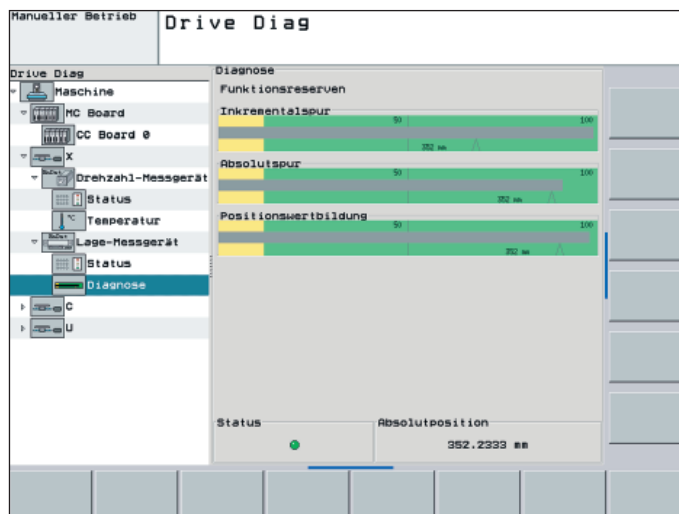 Manueller Betrieb
Drive Diag
Drive Diag
Maschine
MC Board
CC Board 0
X
Drehzahl-Messgerät
Status
Temperatur
Lage-Messgerät
Status
Diagnose
C
U
Diagnose
Funktionsreserven
Inkrementalspur
50 100
352 mm
Absolutspur
50 100
352 mm
Positionswertbildung
50 100
352 mm
Status
Absolutposition
352.2333 mm